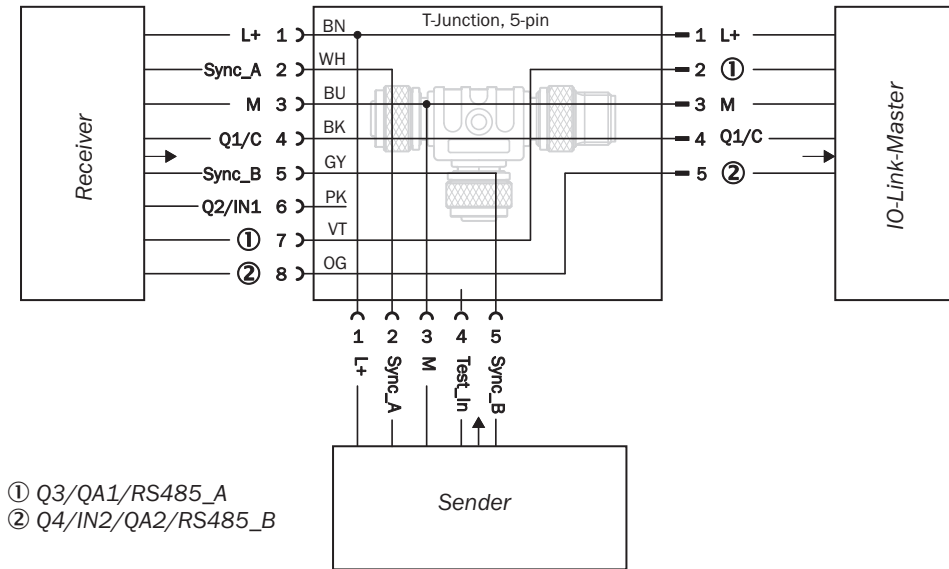 T-Junction, 5-pin
L+ 1 BN 1 L+
Sync_A 2 WH 2 ①
M 3 BU 3 M
Q1/C 4 BK 4 Q1/C
Sync_B 5 GY 5 ②
Q2/IN1 6 PK
① 7 VT
② 8 OG
Receiver
IO-Link-Master
1 2 3 4 5
L+ Sync_A M Test_In Sync_B
Sender
① Q3/QA1/RS485_A
② Q4/IN2/QA2/RS485_B